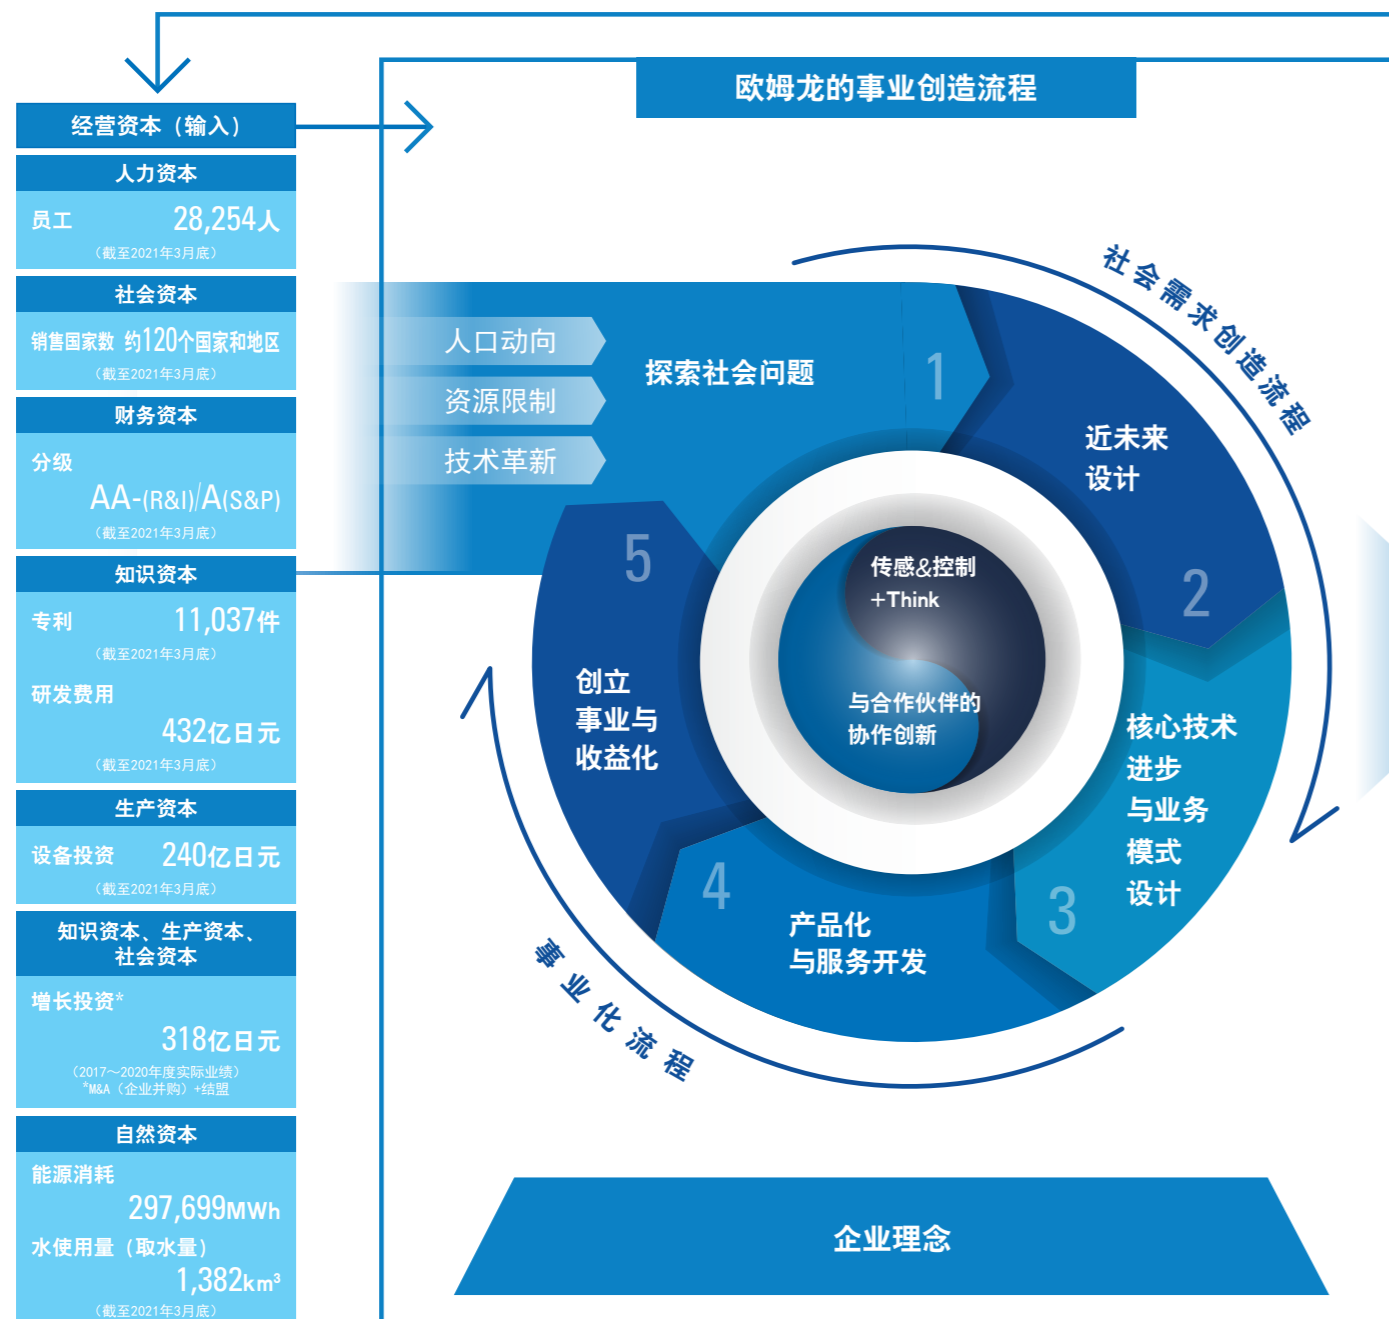 欧姆龙的事业创造流程
经营资本（输入）
人力资本
员工 28,254人
（截至2021年3月底）
社会资本
销售国家数 约120个国家和地区
（截至2021年3月底）
财务资本
分级
AA-(R&I)/A(S&P)
（截至2021年3月底）
知识资本
专利 11,037件
（截至2021年3月底）
研发费用
432亿日元
（截至2021年3月底）
生产资本
设备投资 240亿日元
（截至2021年3月底）
知识资本、生产资本、
社会资本
增长投资*
318亿日元
（2017～2020年度实际业绩）
*M&A（企业并购）+结盟
自然资本
能源消耗
297,699MWh
水使用量（取水量）
1,382km³
（截至2021年3月底）
人口动向
资源限制
技术革新
探索社会问题
1
社会需求创造流程
近未来
设计
2
核心技术
进步
与业务
模式
设计
3
产品化
与服务开发
4
创立
事业与
收益化
5
事业化流程
传感&控制
+Think
与合作伙伴的
协作创新
企业理念